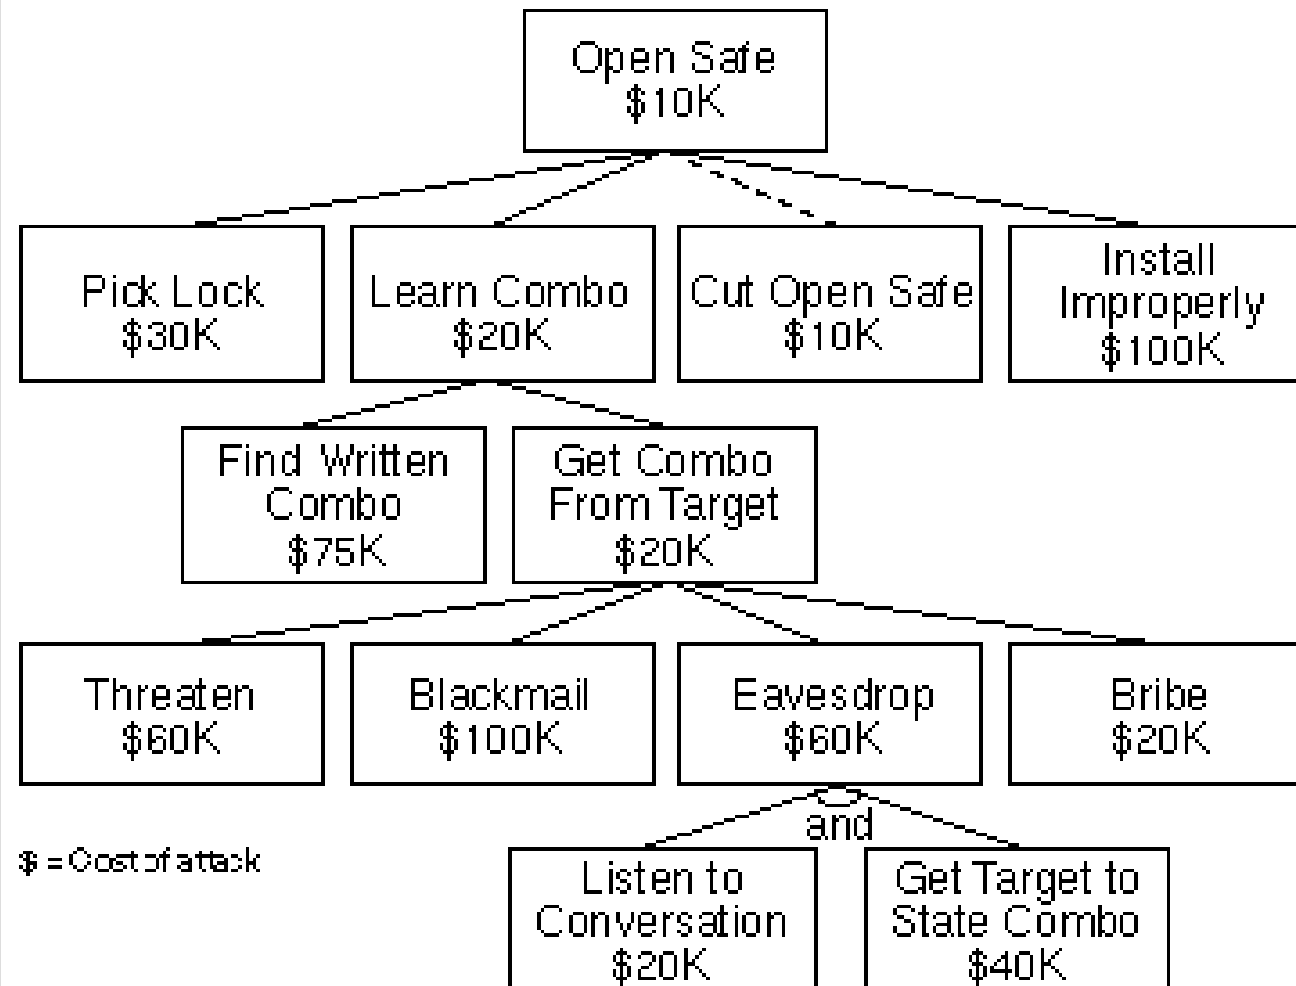 Open Safe
$10K
Pick Lock
$30K
Learn Combo
$20K
Cut Open Safe
$10K
Install
Improperly
$100K
Find Written
Combo
$75K
Get Combo
From Target
$20K
Threaten
$60K
Blackmail
$100K
Eavesdrop
$60K
Bribe
$20K
and
$ = Cost of attack
Listen to
Conversation
$20K
Get Target to
State Combo
$40K